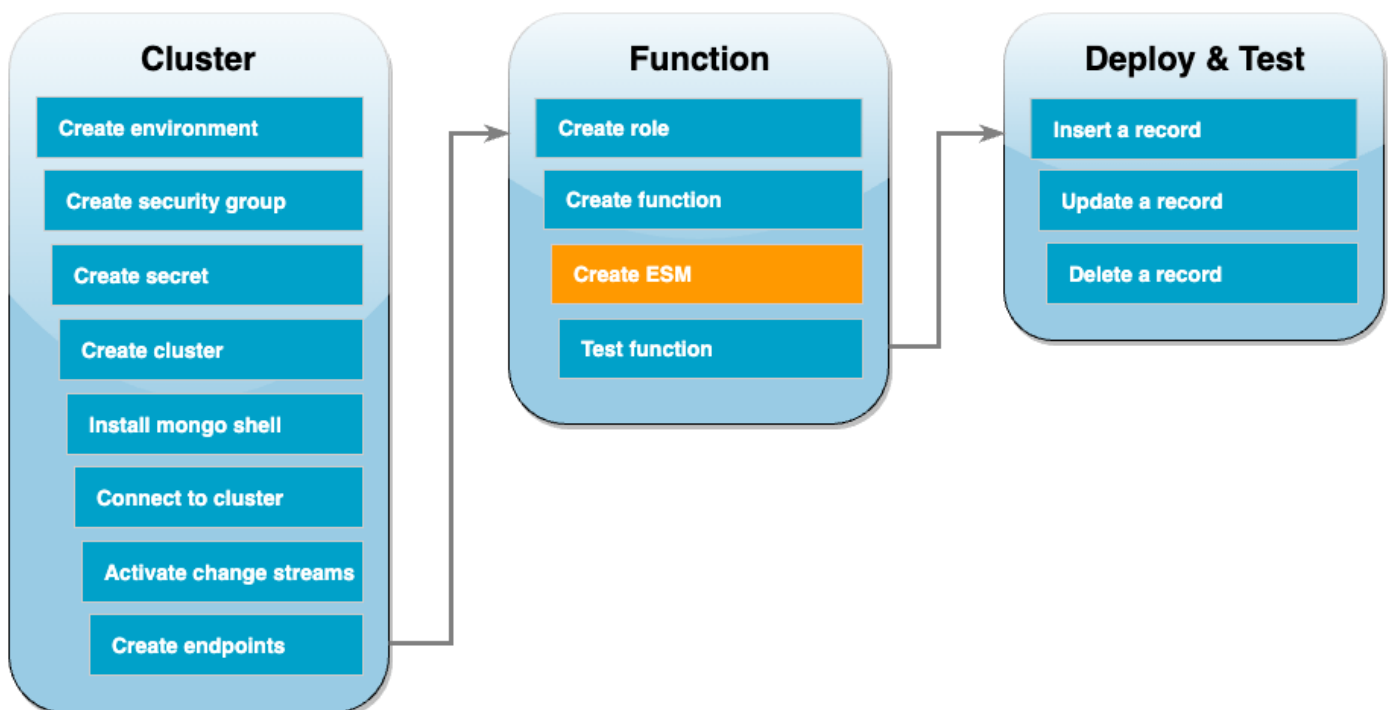 Cluster
Create environment
Create security group
Create secret
Create cluster
Install mongo shell
Connect to cluster
Activate change streams
Create endpoints
Function
Create role
Create function
Create ESM
Test function
Deploy & Test
Insert a record
Update a record
Delete a record